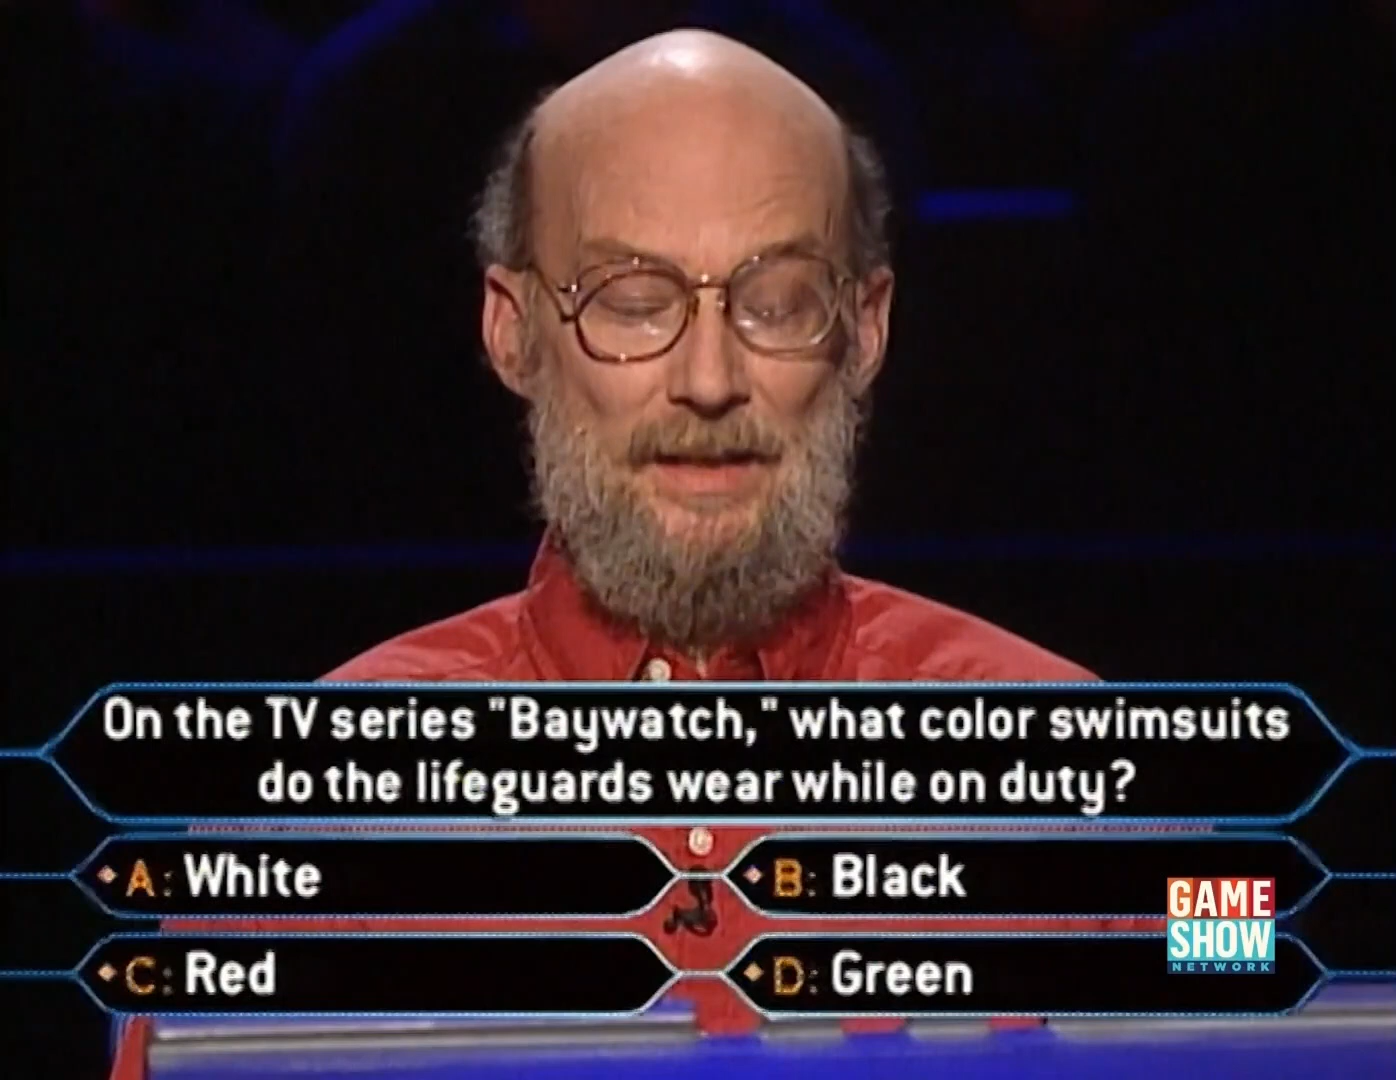 On the TV series "Baywatch," what color swimsuits
do the lifeguards wear while on duty?
A: White
B: Black
C: Red
D: Green
GAME
SHOW
NETWORK